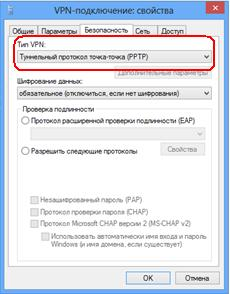 VPN-подключение: свойства
Общие Параметры Безопасность Сеть Доступ
Тип VPN:
Туннельный протокол точка-точка (PPTP)
Дополнительные параметры
Шифрование данных:
обязательное (отключиться, если нет шифрования)
Проверка подлинности
Протокол расширенной проверки подлинности (EAP)
Свойства
Разрешить следующие протоколы
Незашифрованный пароль (PAP)
Протокол проверки пароля (CHAP)
Протокол Microsoft CHAP версии 2 (MS-CHAP v2)
Использовать автоматически имя входа и пароль
Windows (и имя домена, если существует)
OK Отмена